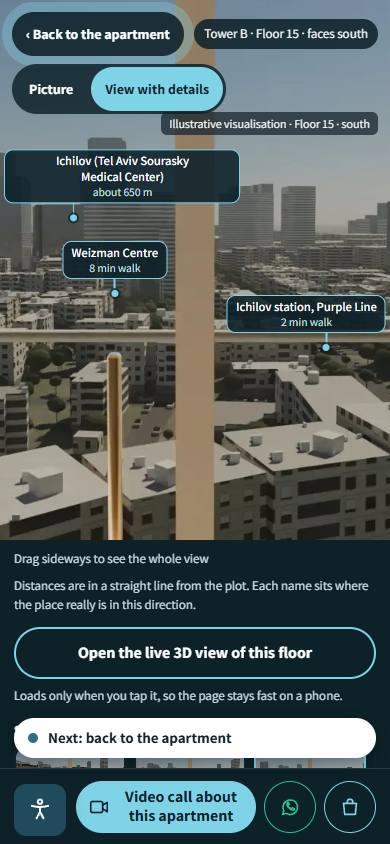 ‹ Back to the apartment
Tower B · Floor 15 · faces south
Picture
View with details
Illustrative visualisation · Floor 15 · south
Ichilov (Tel Aviv Sourasky
Medical Center)
about 650 m
Weizman Centre
8 min walk
Ichilov station, Purple Line
2 min walk
Drag sideways to see the whole view
Distances are in a straight line from the plot. Each name sits where
the place really is in this direction.
Open the live 3D view of this floor
Loads only when you tap it, so the page stays fast on a phone.
Next: back to the apartment
Video call about
this apartment